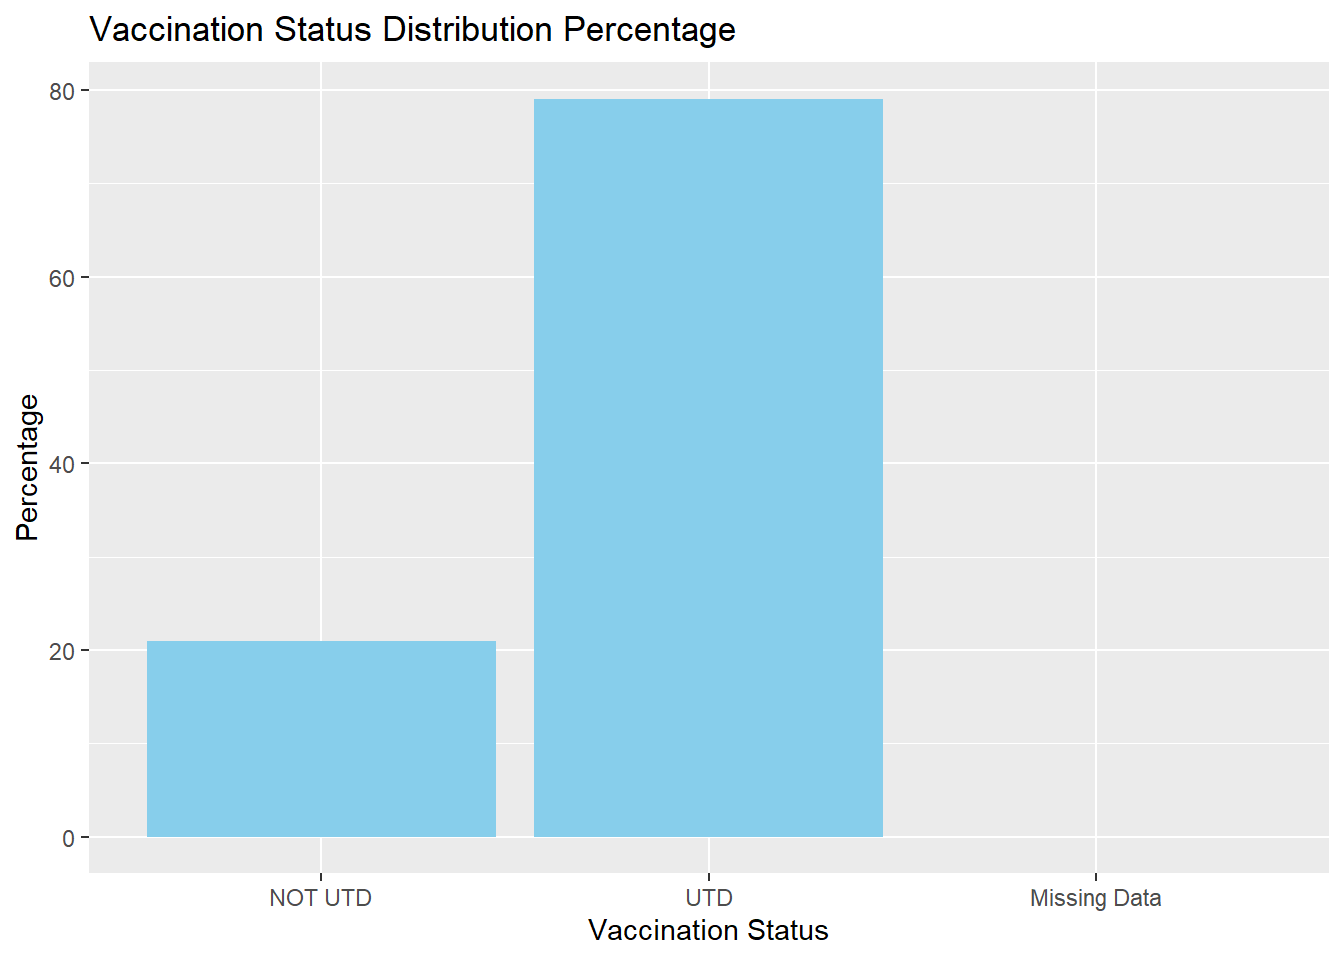 Vaccination Status Distribution Percentage
80
60
40
20
0
Percentage
NOT UTD
UTD
Missing Data
Vaccination Status